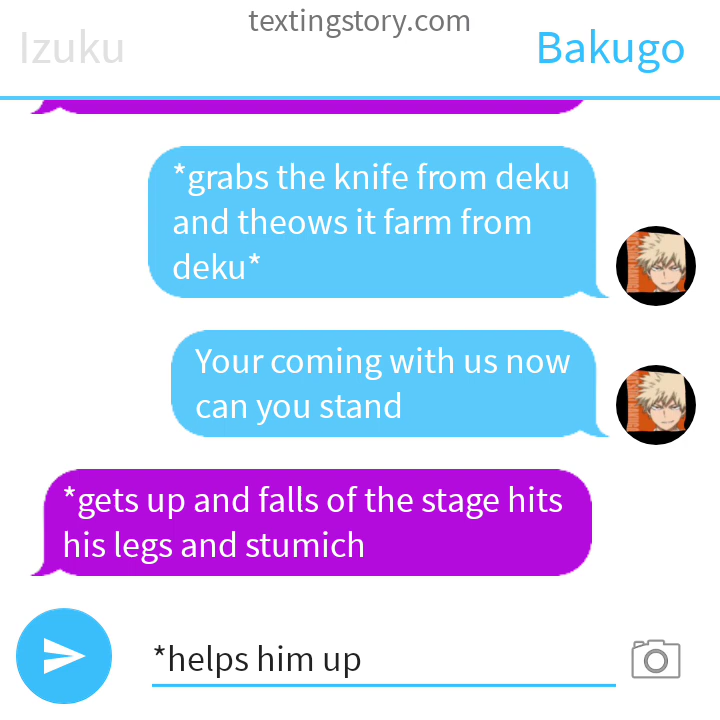 textingstory.com
Izuku
Bakugo
*grabs the knife from deku
and theows it farm from
deku*
Your coming with us now
can you stand
*gets up and falls of the stage hits
his legs and stumich
*helps him up